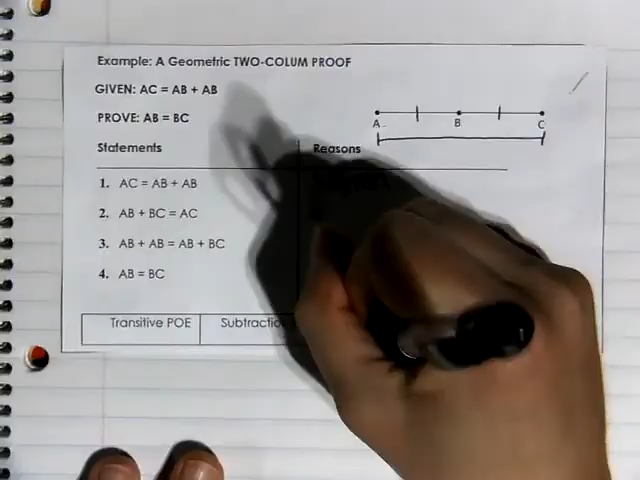 Example: A Geometric TWO-COLUM PROOF
GIVEN: AC = AB + AB
PROVE: AB = BC
A B C
Statements Reasons
1. AC = AB + AB
2. AB + BC = AC
3. AB + AB = AB + BC
4. AB = BC
Transitive POE